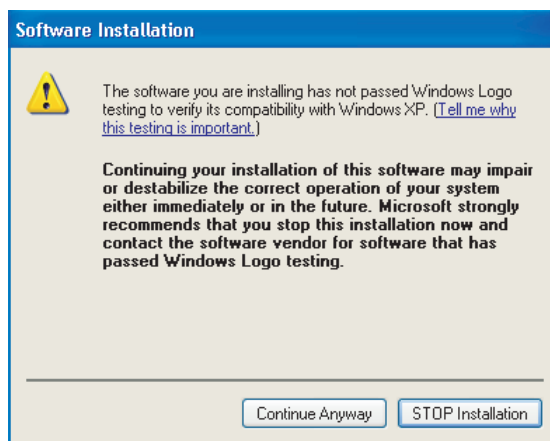 Software Installation
The software you are installing has not passed Windows Logo
testing to verify its compatibility with Windows XP. (Tell me why
this testing is important.)
Continuing your installation of this software may impair
or destabilize the correct operation of your system
either immediately or in the future. Microsoft strongly
recommends that you stop this installation now and
contact the software vendor for software that has
passed Windows Logo testing.
Continue Anyway
STOP Installation